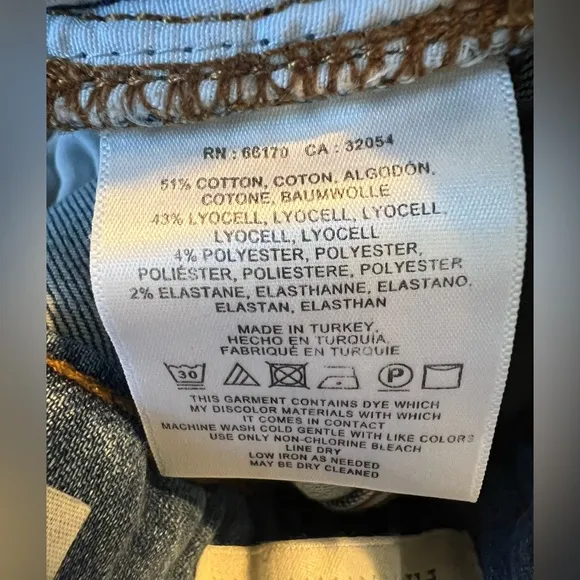 RN : 66170 CA : 32054
51% COTTON, COTON, ALGODÓN,
COTONE, BAUMWOLLE
43% LYOCELL, LYOCELL, LYOCELL,
LYOCELL, LYOCELL
4% POLYESTER, POLYESTER,
POLIÉSTER, POLIESTERE, POLYESTER
2% ELASTANE, ELASTHANNE, ELASTANO,
ELASTAN, ELASTHAN
MADE IN TURKEY,
HECHO EN TURQUÍA,
FABRIQUÉ EN TURQUIE
30 P
THIS GARMENT CONTAINS DYE WHICH
MY DISCOLOR MATERIALS WITH WHICH
IT COMES IN CONTACT
MACHINE WASH COLD GENTLE WITH LIKE COLORS
USE ONLY NON-CHLORINE BLEACH
LINE DRY
LOW IRON AS NEEDED
MAY BE DRY CLEANED